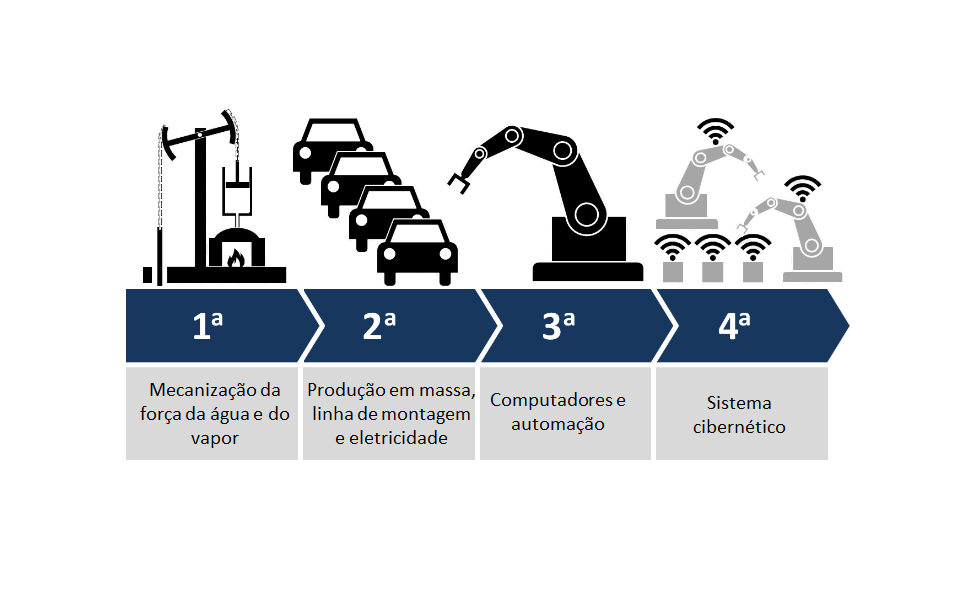 1ª
2ª
3ª
4ª
Mecanização da
força da água e do
vapor
Produção em massa,
linha de montagem
e eletricidade
Computadores e
automação
Sistema
cibernético